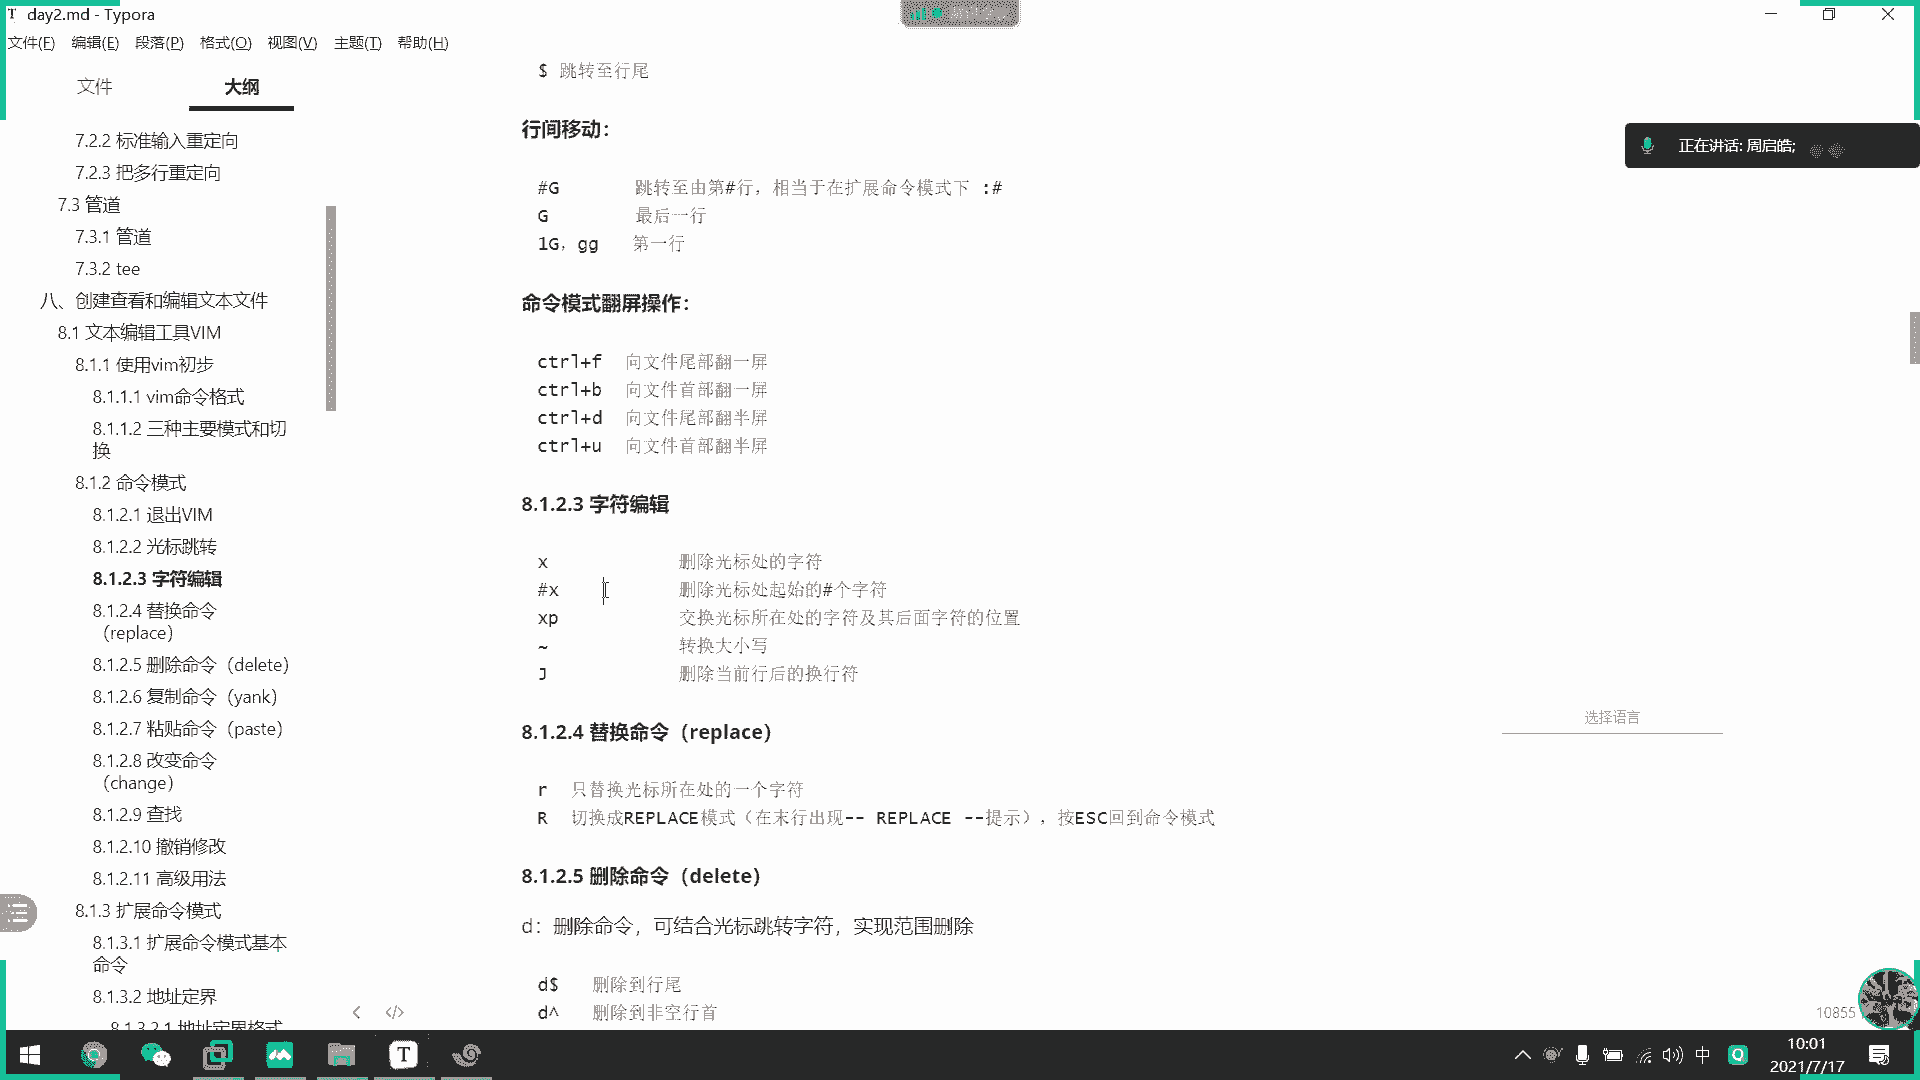 day2.md - Typora
文件(F) 编辑(E) 段落(P) 格式(O) 视图(V) 主题(T) 帮助(H)
文件 大纲
7.2.2 标准输入重定向
7.2.3 把多行重定向
7.3 管道
7.3.1 管道
7.3.2 tee
八、创建查看和编辑文本文件
8.1 文本编辑工具VIM
8.1.1 使用vim初步
8.1.1.1 vim命令格式
8.1.1.2 三种主要模式和切
换
8.1.2 命令模式
8.1.2.1 退出VIM
8.1.2.2 光标跳转
8.1.2.3 字符编辑
8.1.2.4 替换命令
（replace）
8.1.2.5 删除命令（delete）
8.1.2.6 复制命令（yank）
8.1.2.7 粘贴命令（paste）
8.1.2.8 改变命令
（change）
8.1.2.9 查找
8.1.2.10 撤销修改
8.1.2.11 高级用法
8.1.3 扩展命令模式
8.1.3.1 扩展命令模式基本
命令
8.1.3.2 地址定界
8.1.3.2.1 地址定界格式
$ 跳转至行尾
行间移动：
#G 跳转至由第#行，相当于在扩展命令模式下 :#
G 最后一行
1G，gg 第一行
命令模式翻屏操作：
ctrl+f 向文件尾部翻一屏
ctrl+b 向文件首部翻一屏
ctrl+d 向文件尾部翻半屏
ctrl+u 向文件首部翻半屏
8.1.2.3 字符编辑
x 删除光标处的字符
#x 删除光标处起始的#个字符
xp 交换光标所在处的字符及其后面字符的位置
~ 转换大小写
J 删除当前行后的换行符
8.1.2.4 替换命令（replace）
r 只替换光标所在处的一个字符
R 切换成REPLACE模式（在末行出现-- REPLACE --提示），按ESC回到命令模式
8.1.2.5 删除命令（delete）
d：删除命令，可结合光标跳转字符，实现范围删除
d$ 删除到行尾
d^ 删除到非空行首
正在讲话: 周启皓;
选择语言
10855
中
10:01
2021/7/17